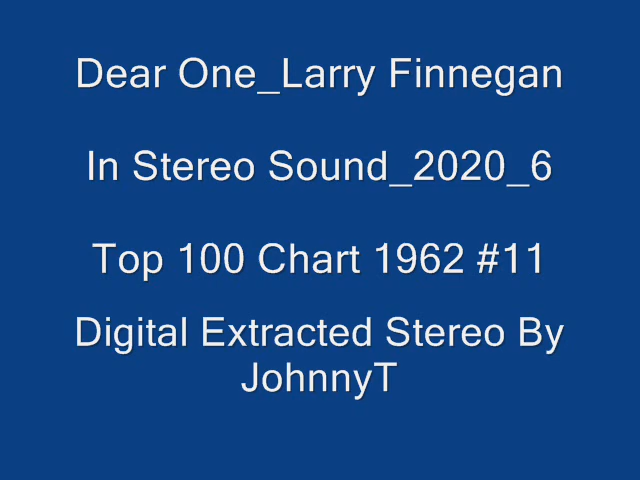 Dear One_Larry Finnegan
In Stereo Sound_2020_6
Top 100 Chart 1962 #11
Digital Extracted Stereo By
JohnnyT